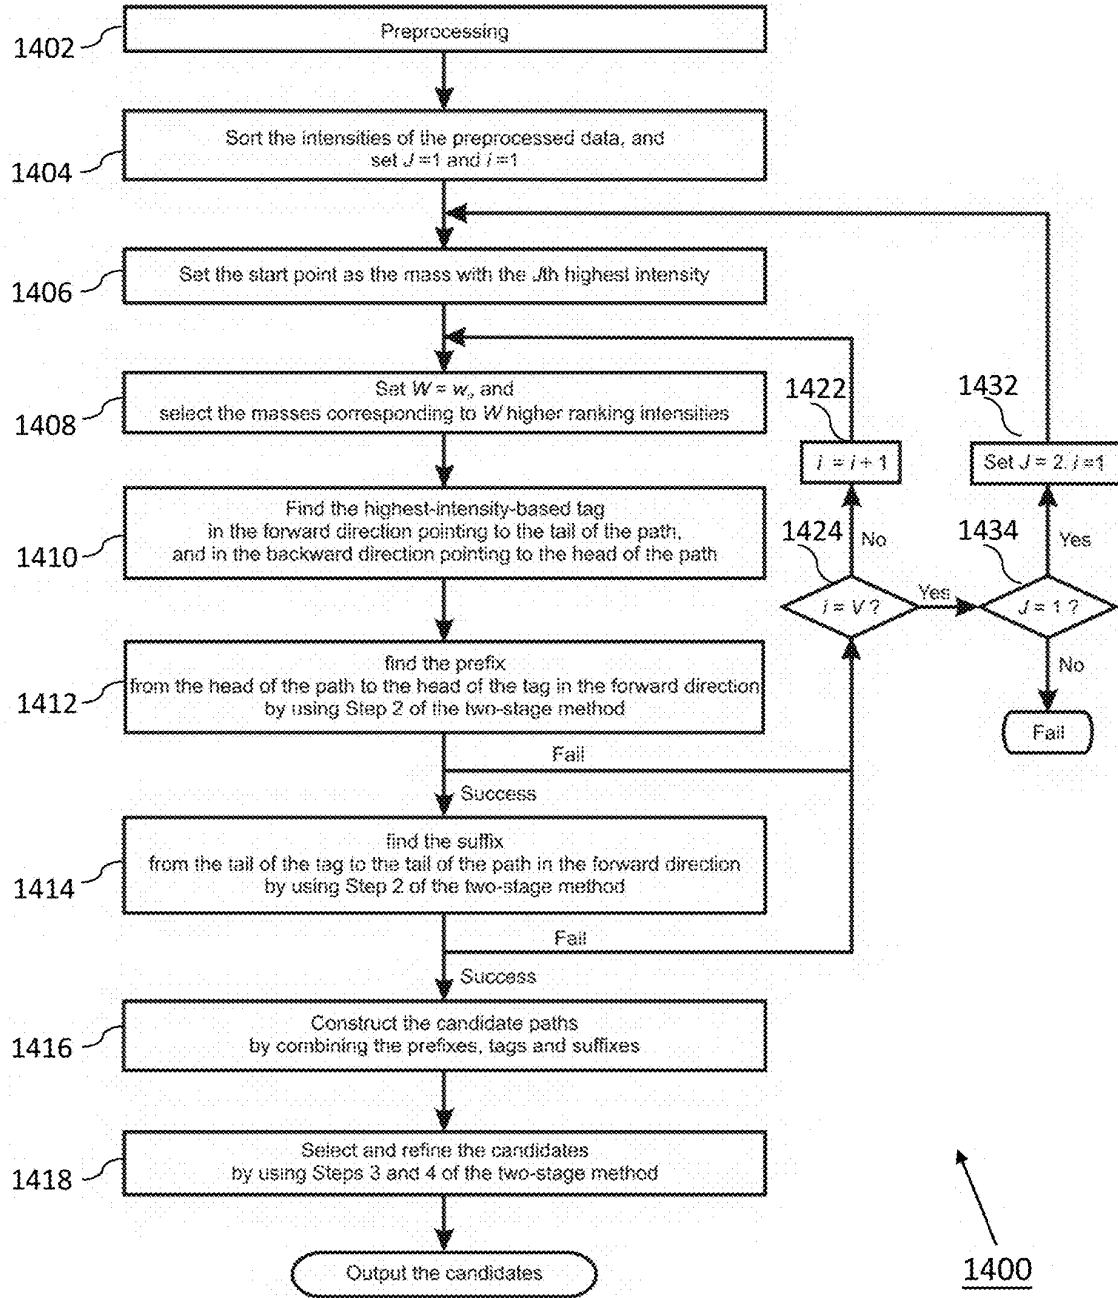 1402
Preprocessing
Sort the intensities of the preprocessed data, and
set J =1 and i =1
1404
Set the start point as the mass with the Jth highest intensity
1406
Set W = wᵢ, and
select the masses corresponding to W higher ranking intensities
1408
1422
i = i + 1
1432
Set J = 2, i =1
Find the highest-intensity-based tag
in the forward direction pointing to the tail of the path,
and in the backward direction pointing to the head of the path
1410
1424
No
1434
Yes
i = V ?
Yes
J = 1 ?
find the prefix
from the head of the path to the head of the tag in the forward direction
by using Step 2 of the two-stage method
1412
No
Fail
Fail
Success
find the suffix
from the tail of the tag to the tail of the path in the forward direction
by using Step 2 of the two-stage method
1414
Fail
Success
Construct the candidate paths
by combining the prefixes, tags and suffixes
1416
Select and refine the candidates
by using Steps 3 and 4 of the two-stage method
1418
Output the candidates
1400